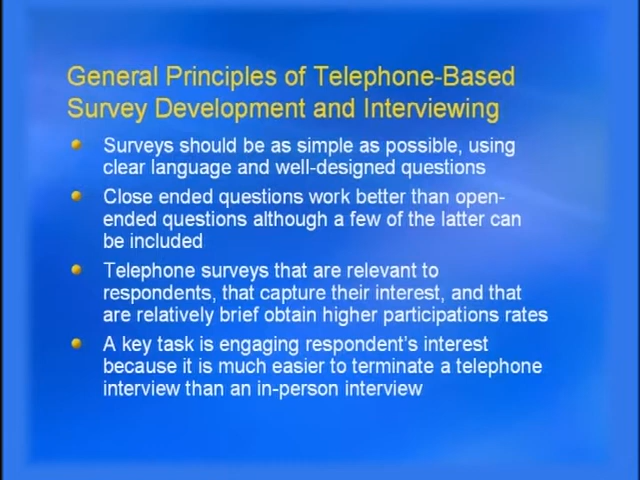 General Principles of Telephone-Based
Survey Development and Interviewing
Surveys should be as simple as possible, using
clear language and well-designed questions
Close ended questions work better than open-
ended questions although a few of the latter can
be included
Telephone surveys that are relevant to
respondents, that capture their interest, and that
are relatively brief obtain higher participations rates
A key task is engaging respondent's interest
because it is much easier to terminate a telephone
interview than an in-person interview